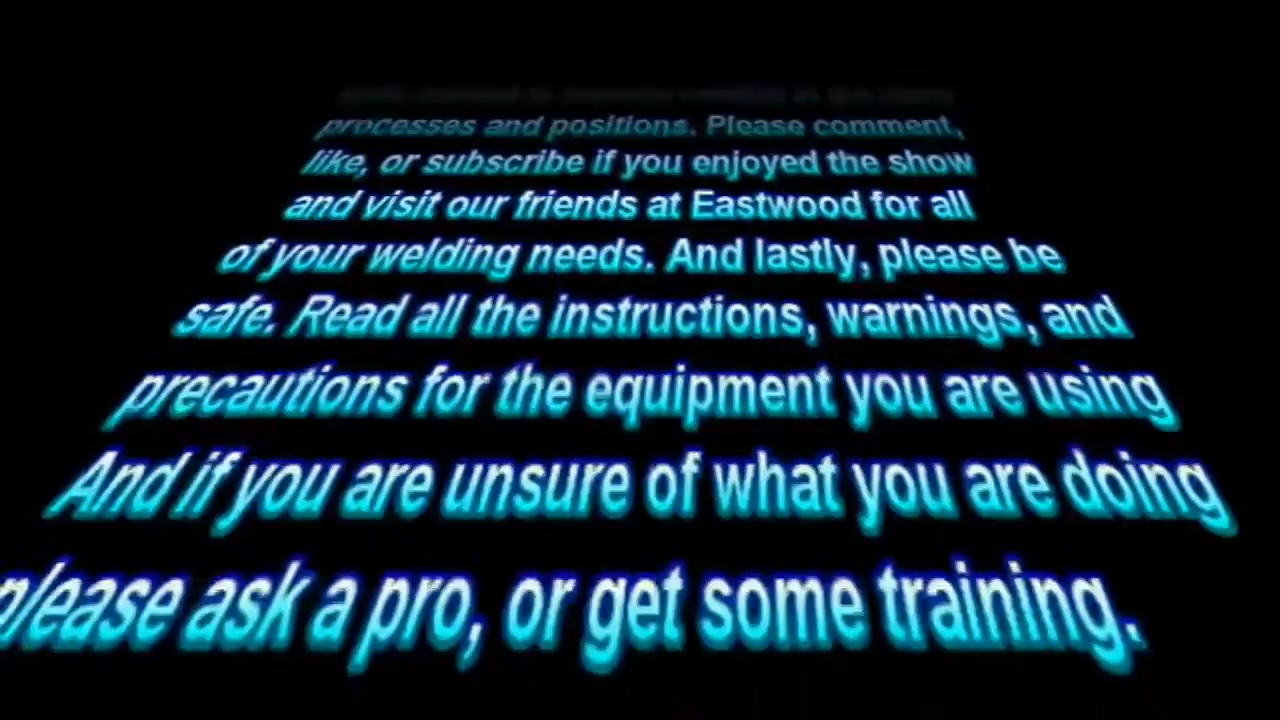 processes and positions. Please comment,
like, or subscribe if you enjoyed the show
and visit our friends at Eastwood for all
of your welding needs. And lastly, please be
safe. Read all the instructions, warnings, and
precautions for the equipment you are using
And if you are unsure of what you are doing
please ask a pro, or get some training.